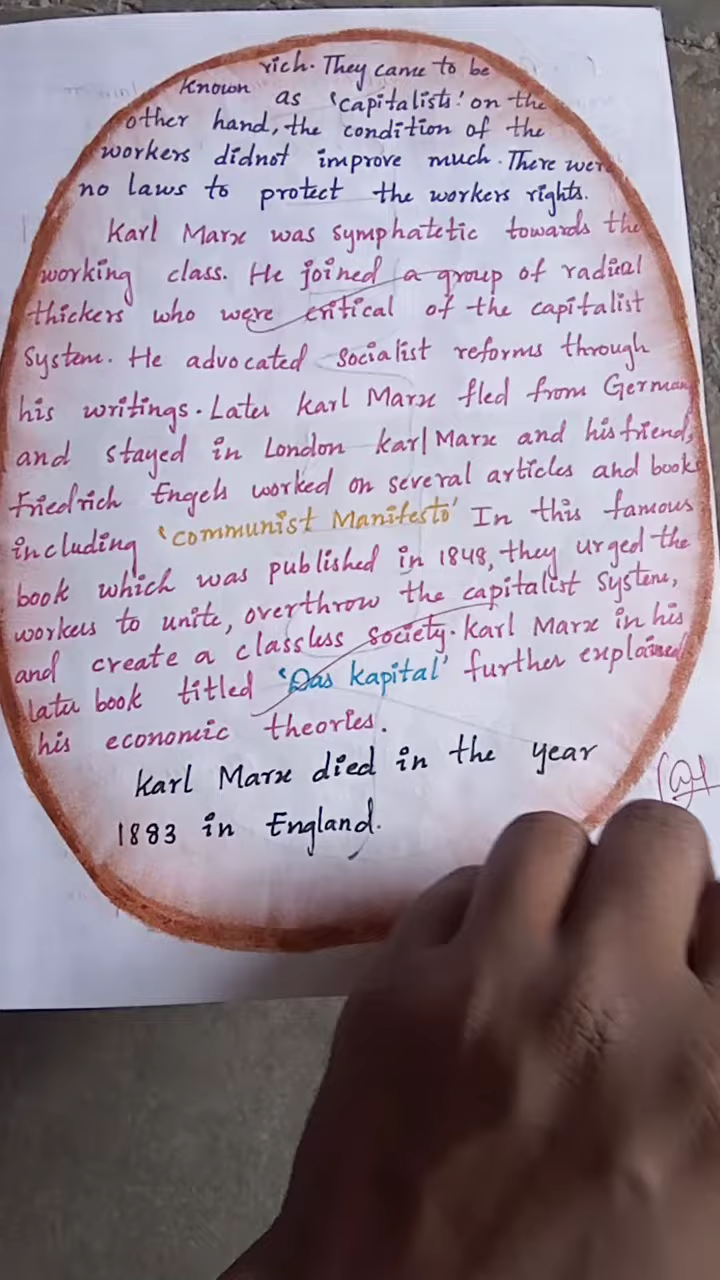 rich. They came to be
known as 'capitalists.' on the
other hand, the condition of the
workers didnot improve much. There were
no laws to protect the workers rights.
Karl Marx was symphatetic towards the
working class. He joined a group of radical
thickers who were critical of the capitalist
System. He advocated socialist reforms through
his writings. Later Karl Marx fled from German
and stayed in London Karl Marx and his friend,
Friedrich Engels worked on several articles and books
including 'communist Manifesto' In this famous
book which was published in 1848, they urged the
workers to unite, overthrow the capitalist System,
and create a classless society. Karl Marx in his
later book titled 'Das kapital' further explained
his economic theories.
Karl Marx died in the year
1883 in England.